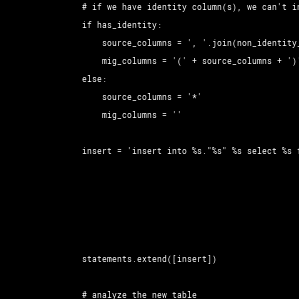 # if we have identity column(s), we can't
if has_identity:
source_columns = ', '.join(non_identity_
mig_columns = '(' + source_columns + ')
else:
source_columns = '*'
mig_columns = ''
insert = 'insert into %s."%s" %s select %s
statements.extend([insert])
# analyze the new table